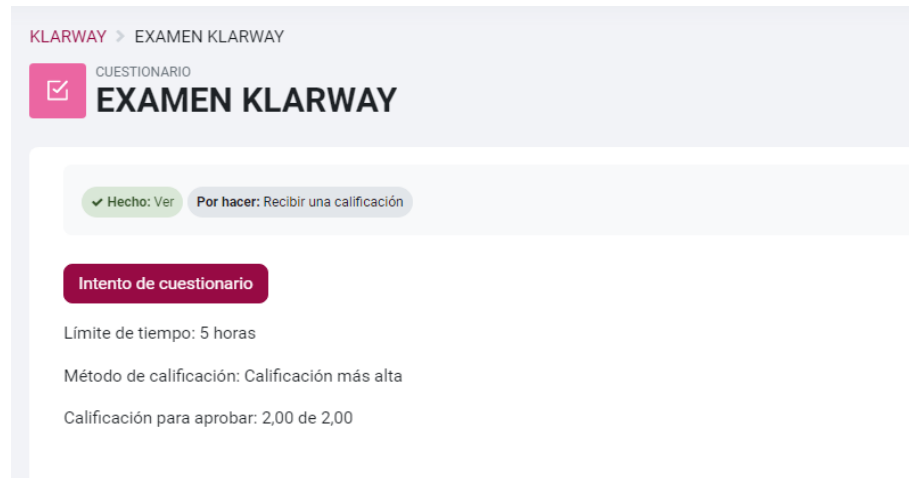 KLARWAY > EXAMEN KLARWAY
CUESTIONARIO
EXAMEN KLARWAY
✓ Hecho: Ver Por hacer: Recibir una calificación
Intento de cuestionario
Límite de tiempo: 5 horas
Método de calificación: Calificación más alta
Calificación para aprobar: 2,00 de 2,00